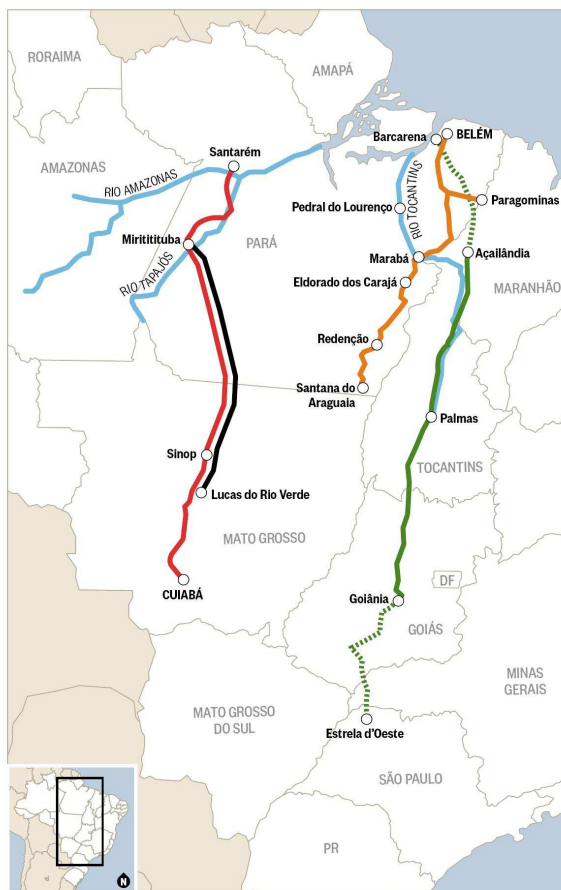 RORAIMA
AMAPÁ
Barcarena
BELÉM
Santarém
AMAZONAS
RIO AMAZONAS
RIO TOCANTINS
Pedral do Lourenço
Paragominas
Miritituba
PARÁ
RIO TAPAJÓS
Marabá
Açailândia
Eldorado dos Carajá
MARANHÃO
Redenção
Santana do
Araguaia
Palmas
Sinop
TOCANTINS
Lucas do Rio Verde
MATO GROSSO
CUIABÁ
DF
Goiânia
GOIÁS
MINAS
GERAIS
MATO GROSSO
DO SUL
Estrela d'Oeste
SÃO PAULO
PR
N